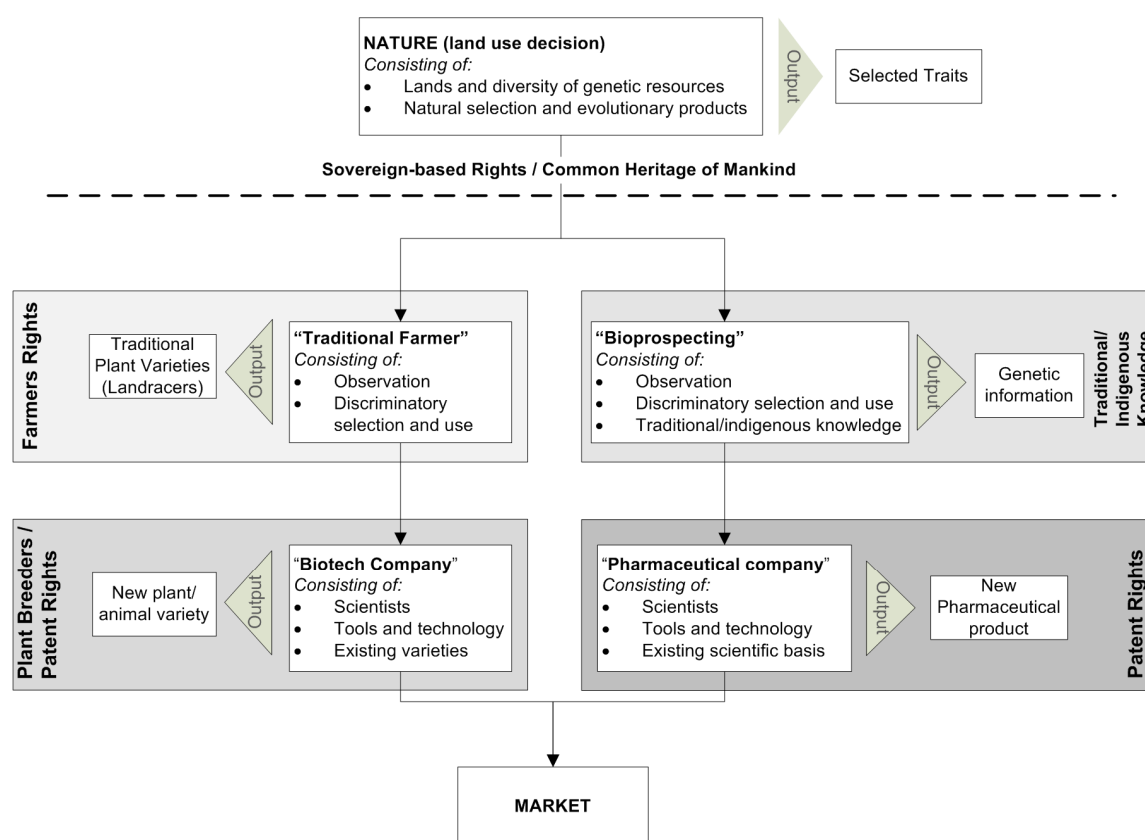 NATURE (land use decision)
Consisting of:
• Lands and diversity of genetic resources
• Natural selection and evolutionary products
Output
Selected Traits
Sovereign-based Rights / Common Heritage of Mankind
Farmers Rights
Traditional
Plant Varieties
(Landracers)
Output
“Traditional Farmer”
Consisting of:
• Observation
• Discriminatory
selection and use
“Bioprospecting”
Consisting of:
• Observation
• Discriminatory selection and use
• Traditional/indigenous knowledge
Output
Genetic
information
Traditional/
Indigenous
Knowledge
Plant Breeders /
Patent Rights
New plant/
animal variety
Output
“Biotech Company”
Consisting of:
• Scientists
• Tools and technology
• Existing varieties
“Pharmaceutical company”
Consisting of:
• Scientists
• Tools and technology
• Existing scientific basis
Output
New
Pharmaceutical
product
Patent Rights
MARKET